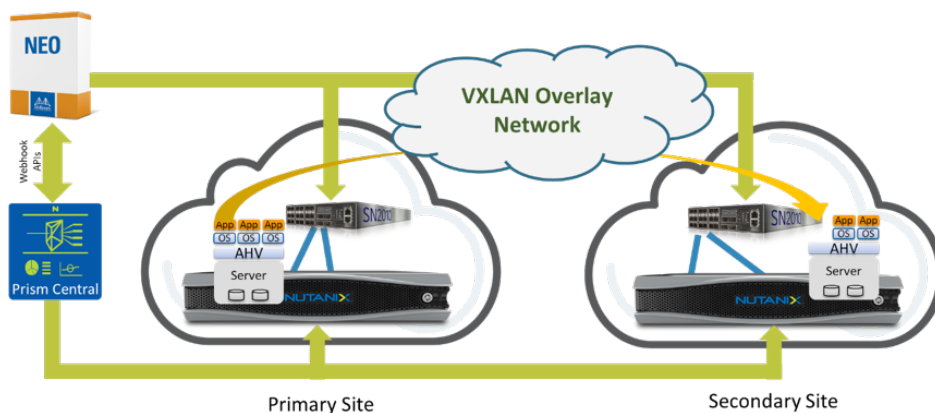 NEO
Mellanox
VXLAN Overlay
Network
Webhook
APIs
N
Prism Central
SN2010
App App App
OS OS OS
AHV
Server
NUTANIX
SN2010
App App
OS OS
AHV
Server
NUTANIX
Primary Site
Secondary Site